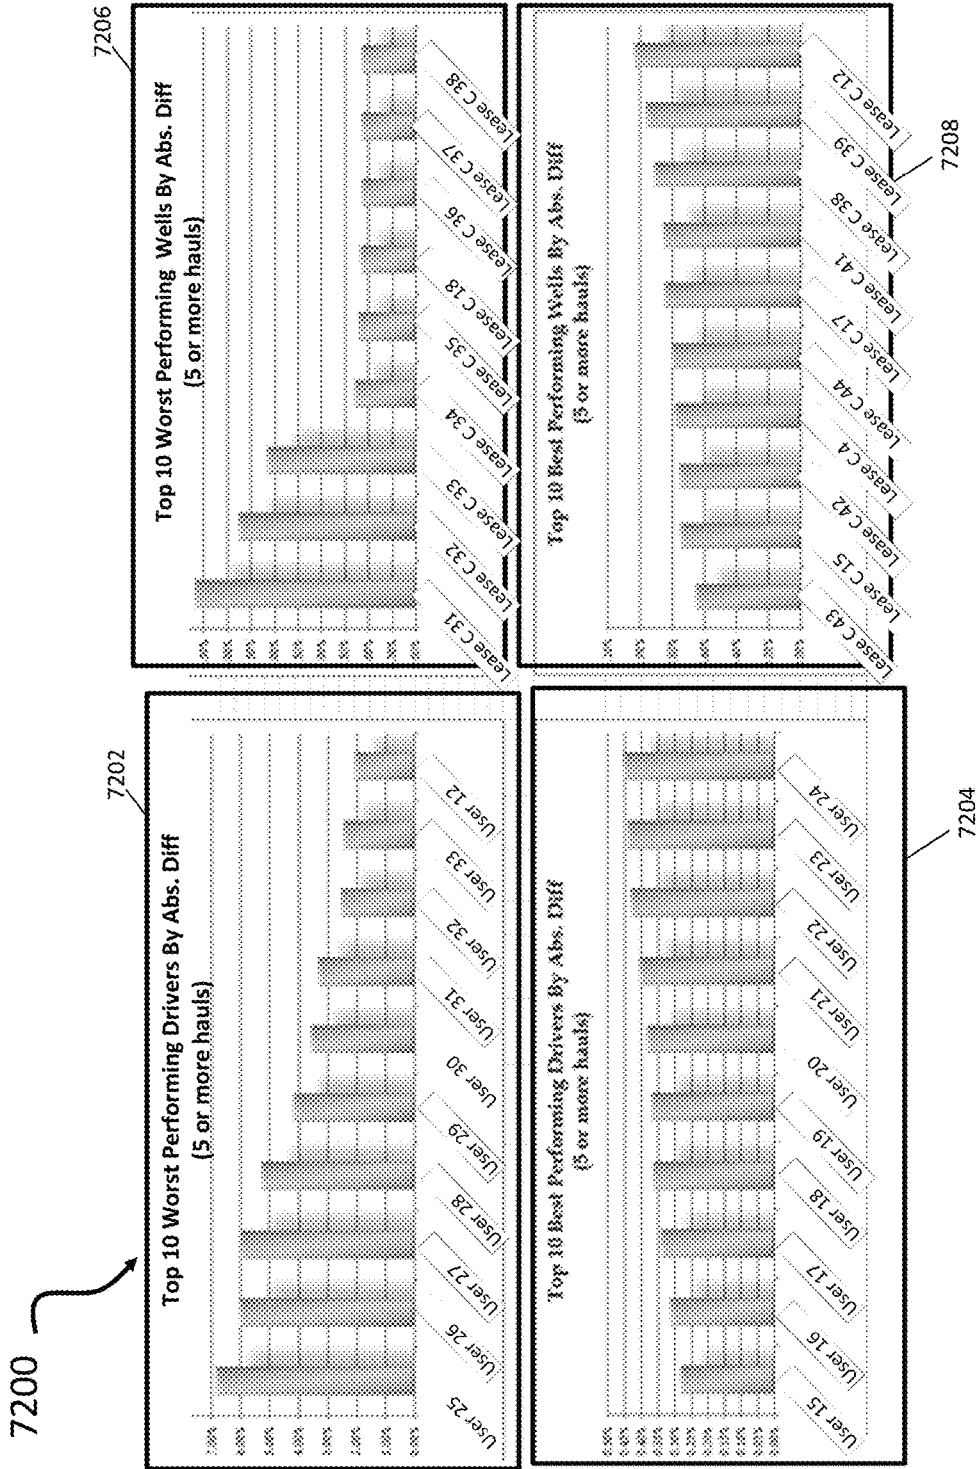 7200
7202
Top 10 Worst Performing Drivers By Abs. Diff
(5 or more hauls)
User 25
User 26
User 27
User 28
User 29
User 30
User 31
User 32
User 33
User 12
7206
Top 10 Worst Performing Wells By Abs. Diff
(5 or more hauls)
Lease C 31
Lease C 32
Lease C 33
Lease C 34
Lease C 35
Lease C 18
Lease C 36
Lease C 37
Lease C 38
Top 10 Best Performing Drivers By Abs. Diff
(5 or more hauls)
User 15
User 16
User 17
User 18
User 19
User 20
User 21
User 22
User 23
User 24
7204
Top 10 Best Performing Wells By Abs. Diff
(5 or more hauls)
Lease C 43
Lease C 15
Lease C 42
Lease C 4
Lease C 44
Lease C 17
Lease C 41
Lease C 38
Lease C 39
Lease C 12
7208